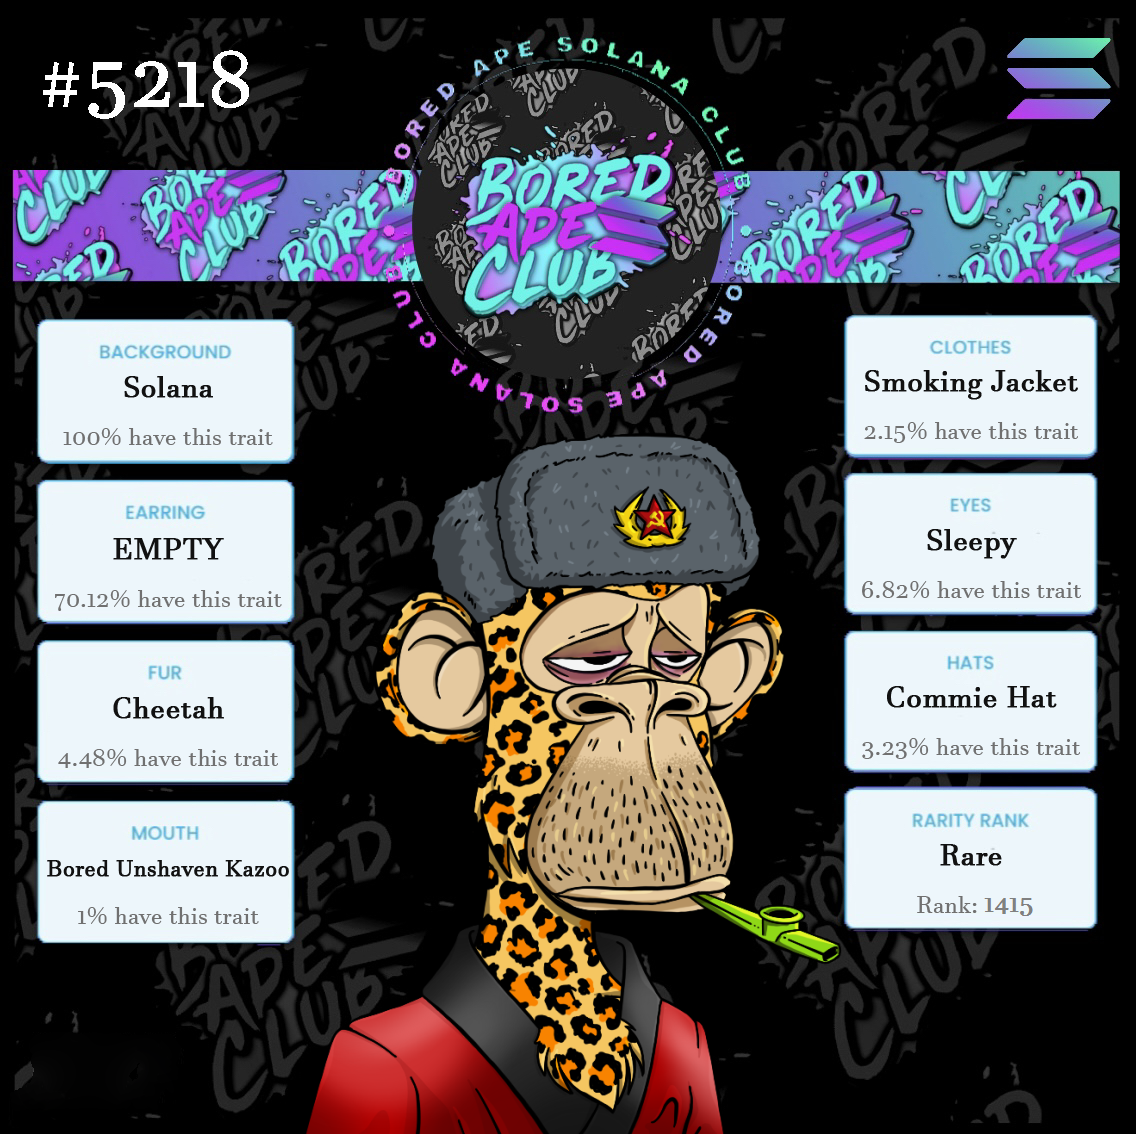 #5218
BORED APE SOLANA CLUB
BORED APE SOLANA CLUB
BORED
APE
CLUB
BACKGROUND
Solana
100% have this trait
EARRING
EMPTY
70.12% have this trait
FUR
Cheetah
4.48% have this trait
MOUTH
Bored Unshaven Kazoo
1% have this trait
CLOTHES
Smoking Jacket
2.15% have this trait
EYES
Sleepy
6.82% have this trait
HATS
Commie Hat
3.23% have this trait
RARITY RANK
Rare
Rank: 1415